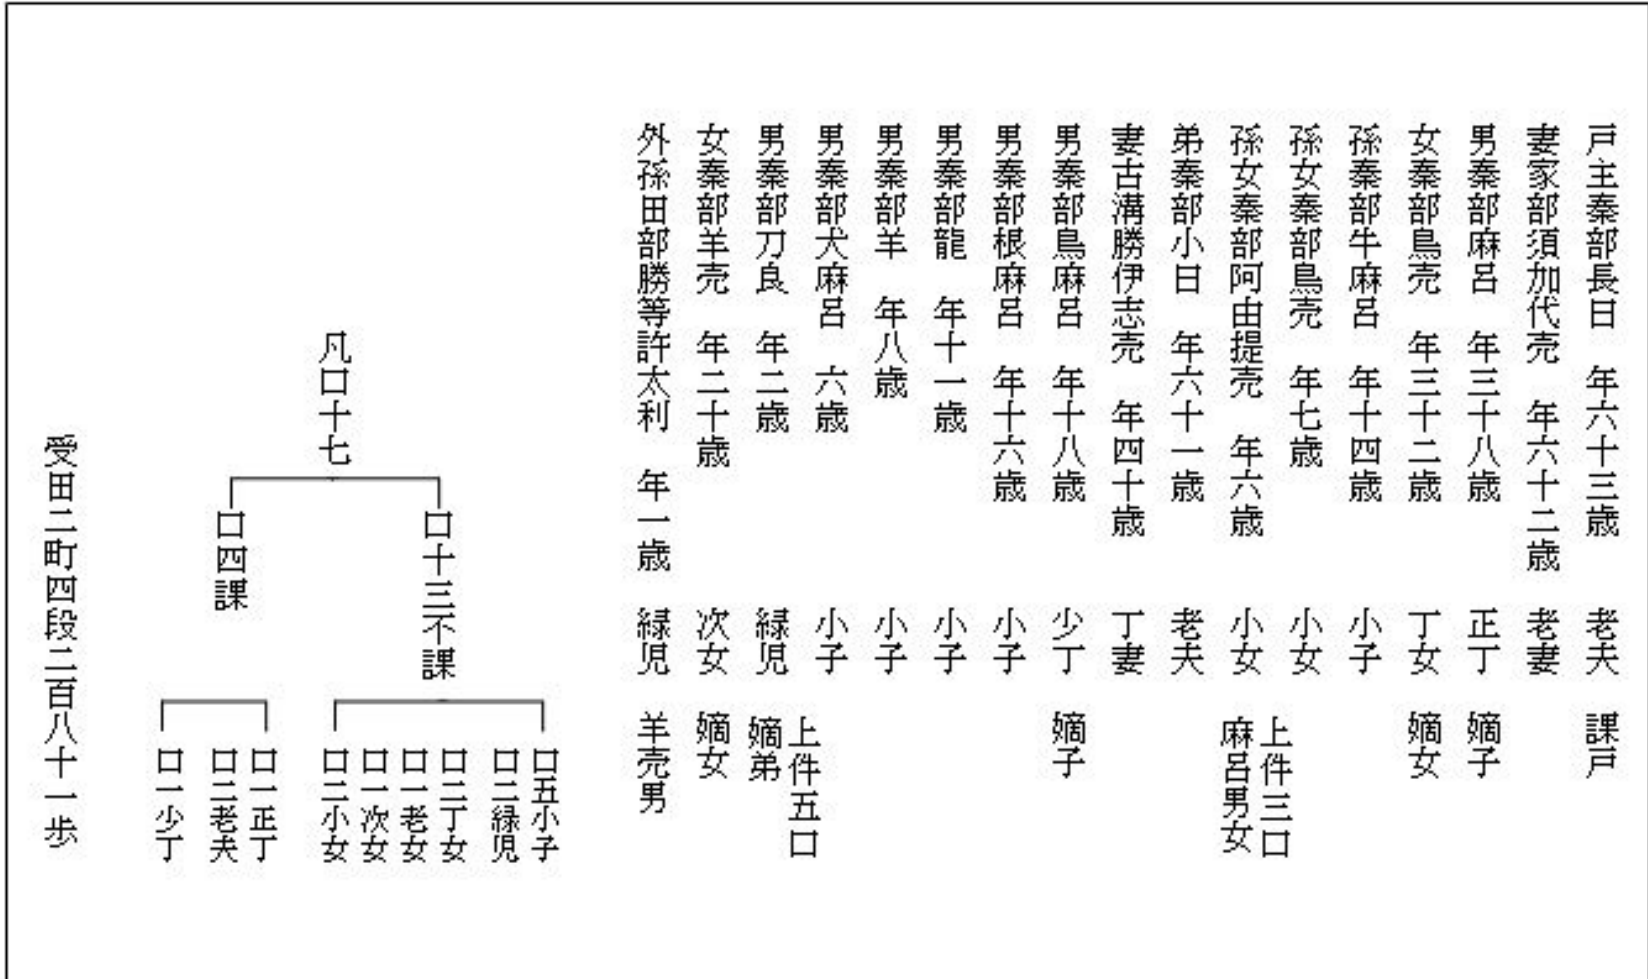 戸主秦部長日 年六十三歳 老夫 課戸
妻家部須加代売 年六十二歳 老妻
男秦部麻呂 年三十八歳 正丁 嫡子
女秦部鳥売 年三十二歳 丁女 嫡女
孫秦部牛麻呂 年十四歳 小子
孫女秦部鳥売 年七歳 小女 上件三口
孫女秦部阿由提売 年六歳 小女 麻呂男女
弟秦部小日 年六十一歳 老夫
妻古溝勝伊志売 年四十歳 丁妻
男秦部鳥麻呂 年十八歳 少丁 嫡子
男秦部根麻呂 年十六歳 小子
男秦部龍 年十一歳 小子
男秦部羊 年八歳 小子
男秦部犬麻呂 六歳 小子 上件五口
男秦部刀良 年二歳 緑児 嫡弟
女秦部羊売 年二十歳 次女 嫡女
外孫田部勝等許太利 年一歳 緑児 羊売男
凡口十七
口十三不課
口五小子
口二緑児
口二丁女
口一老女
口一次女
口二小女
口四課
口一正丁
口二老夫
口一少丁
受田二町四段二百八十一歩